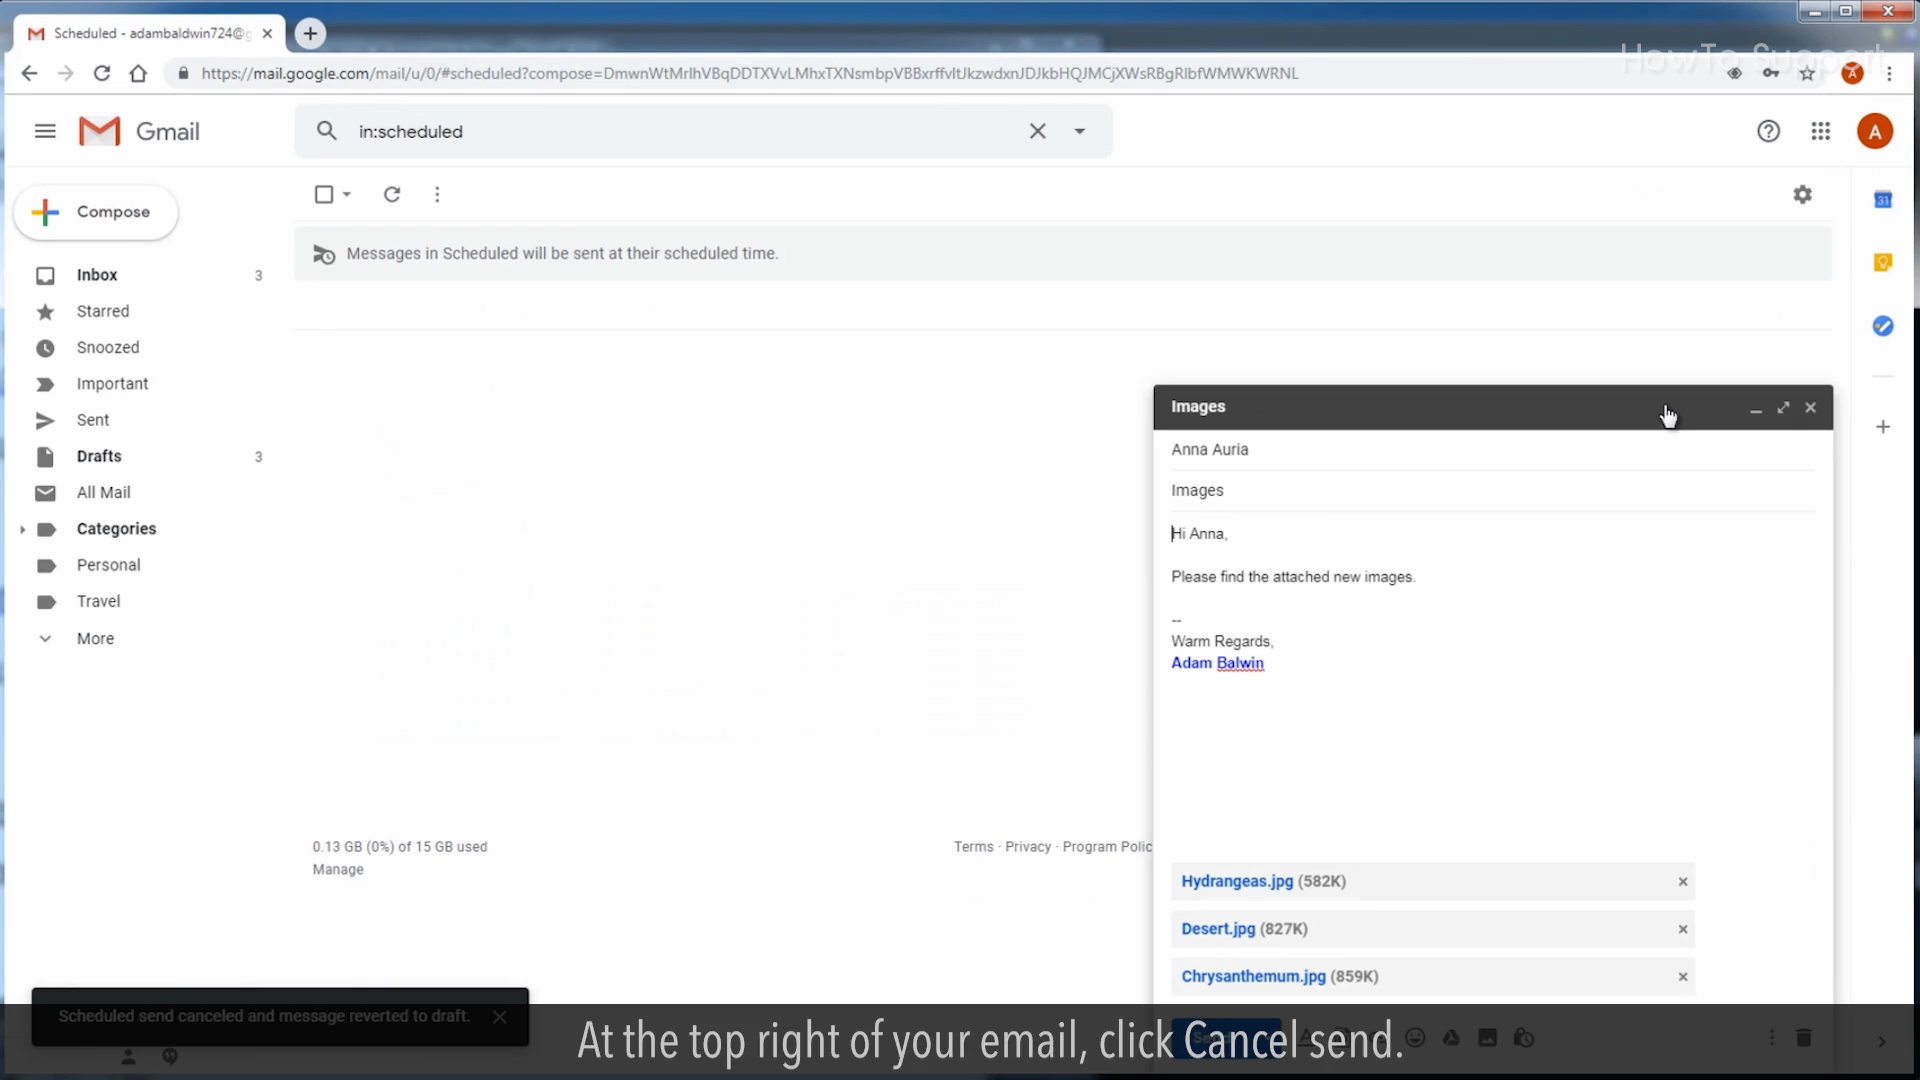 Scheduled - adambaldwin724@g
HowTo Support
https://mail.google.com/mail/u/0/#scheduled?compose=DmwnWtMrlhVBqDDTXVvLMhxTXNsmbpVBBxrffvltJkzwdxnJDJkbHQJMCjXWsRBgRlbfWMWKWRNL
A
Gmail
in:scheduled
A
Compose
31
Messages in Scheduled will be sent at their scheduled time.
Inbox 3
Starred
Snoozed
Important
Sent
Drafts 3
All Mail
Categories
Personal
Travel
More
Images
Anna Auria
Images
Hi Anna,
Please find the attached new images.
--
Warm Regards,
Adam Balwin
0.13 GB (0%) of 15 GB used
Manage
Terms · Privacy · Program Polic
Hydrangeas.jpg (582K)
Desert.jpg (827K)
Chrysanthemum.jpg (859K)
Scheduled send canceled and message reverted to draft.
At the top right of your email, click Cancel send.